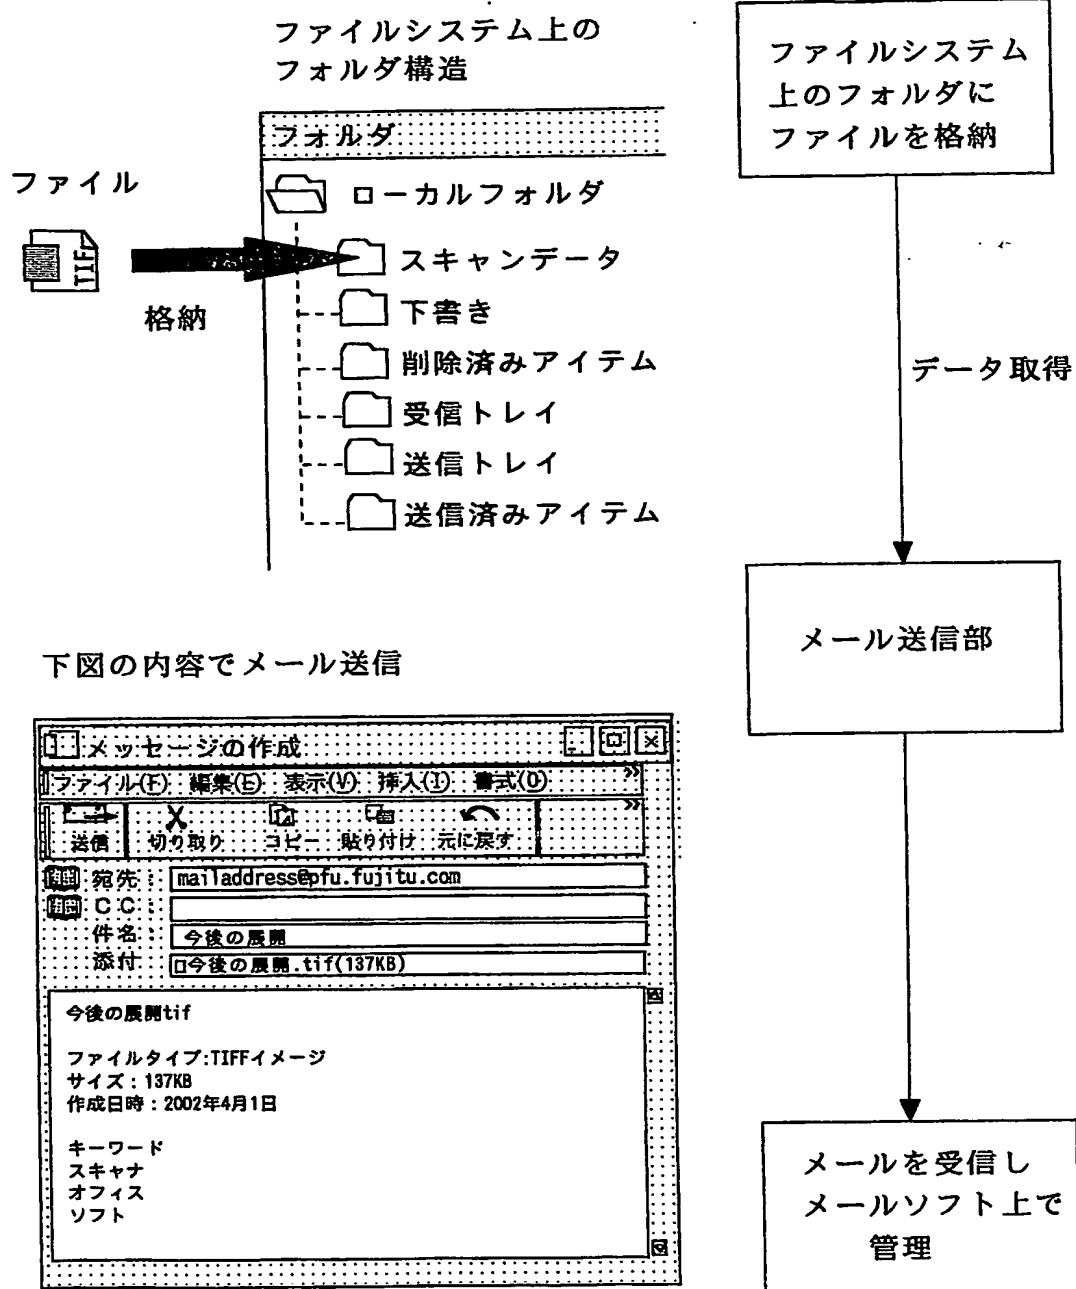 ファイルシステム上の
フォルダ構造
フォルダ
ローカルフォルダ
ファイル
TIF
格納
スキャンデータ
下書き
削除済みアイテム
受信トレイ
送信トレイ
送信済みアイテム
ファイルシステム
上のフォルダに
ファイルを格納
データ取得
メール送信部
メールを受信し
メールソフト上で
管理
下図の内容でメール送信
メッセージの作成
ファイル(F) 編集(E) 表示(V) 挿入(I) 書式(O) »
送信 切り取り コピー 貼り付け 元に戻す »
宛先: mailaddress@pfu.fujitu.com
CC:
件名: 今後の展開
添付: 今後の展開.tif(137KB)
今後の展開tif
ファイルタイプ:TIFFイメージ
サイズ:137KB
作成日時:2002年4月1日
キーワード
スキャナ
オフィス
ソフト